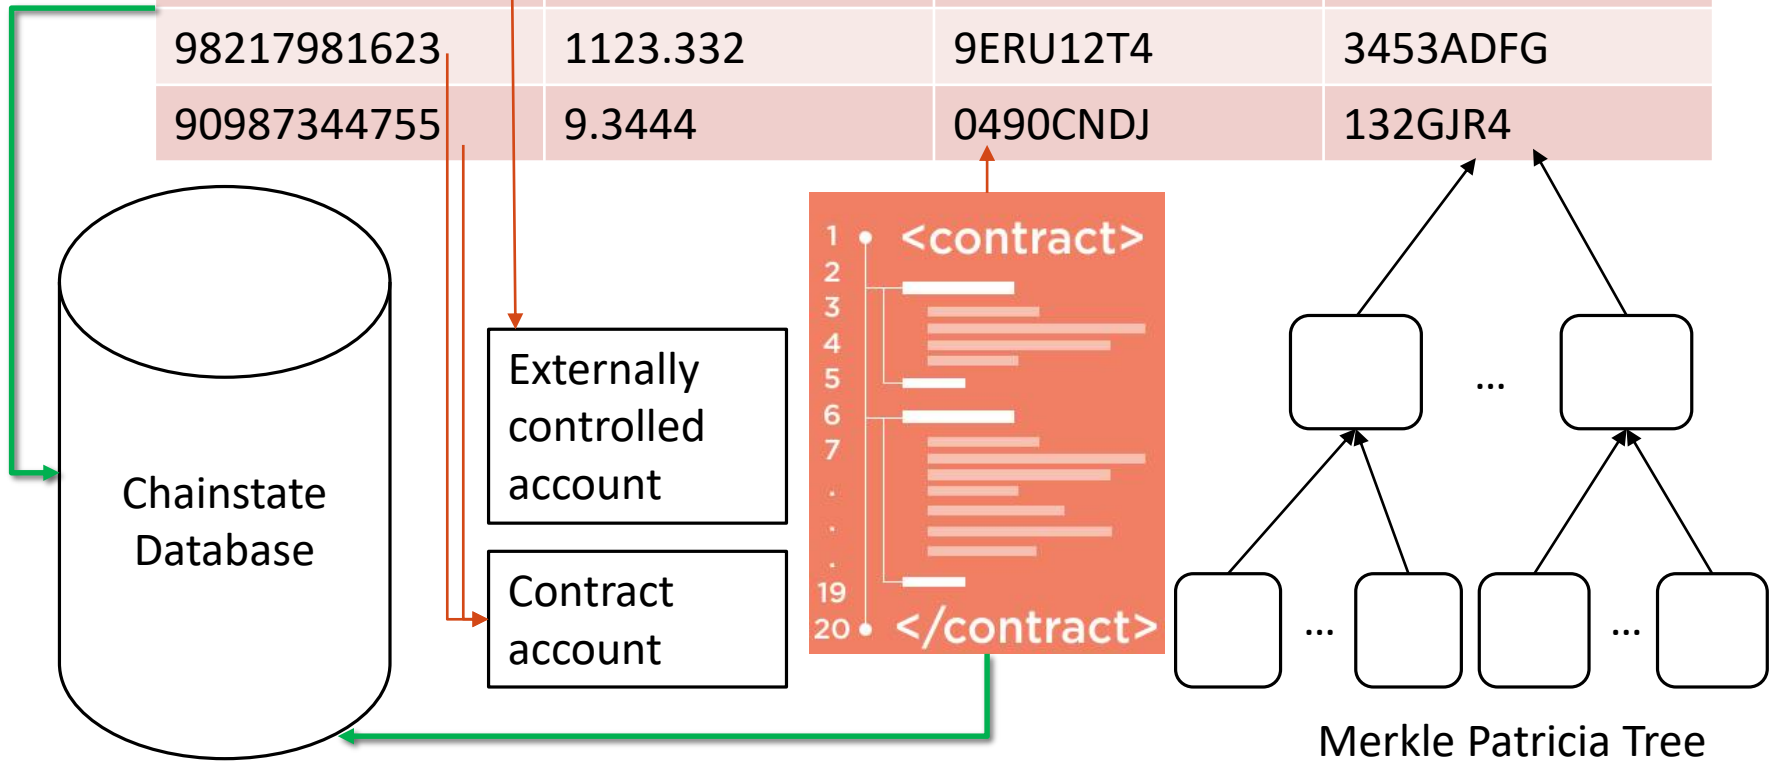 98217981623 1123.332 9ERU12T4 3453ADFG
90987344755 9.3444 0490CNDJ 132GJR4
Chainstate
Database
Externally
controlled
account
Contract
account
1 <contract>
2
3
4
5
6
7
.
.
.
19
20 </contract>
...
... ...
Merkle Patricia Tree